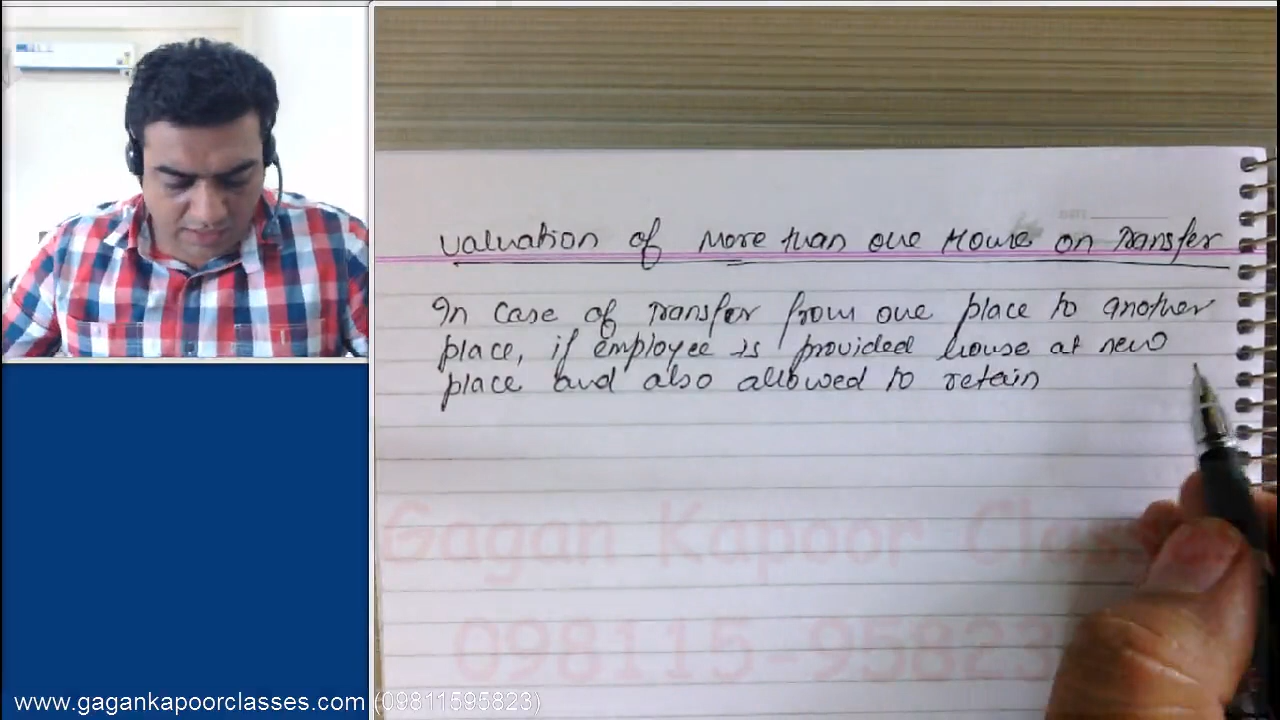 Valuation of More than one House on Transfer
In case of Transfer from one place to another
place, if employee is provided house at new
place and also allowed to retain
Gagan Kapoor Class
098115-95823
www.gagankapoorclasses.com (09811595823)